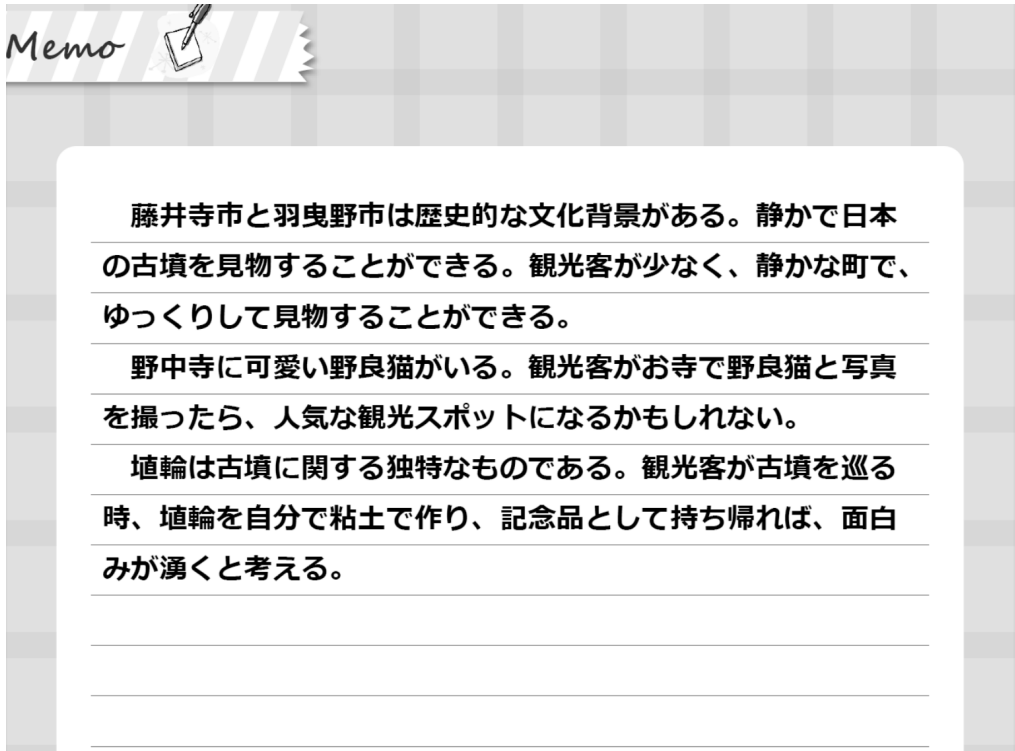 Memo
藤井寺市と羽曳野市は歴史的な文化背景がある。静かで日本
の古墳を見物することができる。観光客が少なく、静かな町で、
ゆっくりして見物することができる。
野中寺に可愛い野良猫がいる。観光客がお寺で野良猫と写真
を撮ったら、人気な観光スポットになるかもしれない。
埴輪は古墳に関する独特なものである。観光客が古墳を巡る
時、埴輪を自分で粘土で作り、記念品として持ち帰れば、面白
みが湧くと考える。